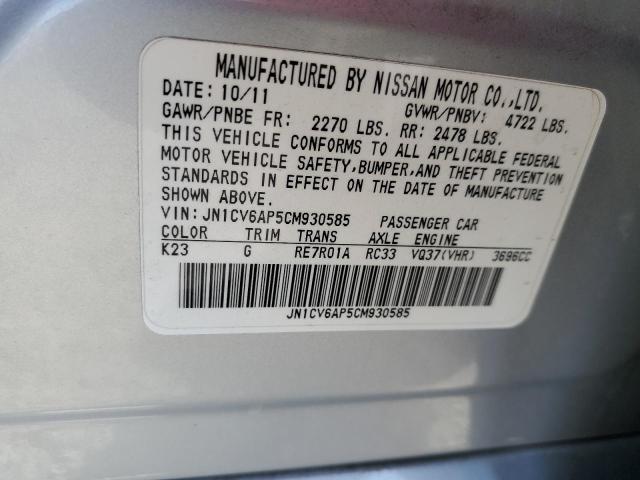 MANUFACTURED BY NISSAN MOTOR CO.,LTD.
DATE: 10/11 GVWR/PNBV: 4722 LBS.
GAWR/PNBE FR: 2270 LBS. RR: 2478 LBS.
THIS VEHICLE CONFORMS TO ALL APPLICABLE FEDERAL
MOTOR VEHICLE SAFETY,BUMPER,AND THEFT PREVENTION
STANDARDS IN EFFECT ON THE DATE OF MANUFACTURE
SHOWN ABOVE.
VIN: JN1CV6AP5CM930585 PASSENGER CAR
COLOR TRIM TRANS AXLE ENGINE
K23 G RE7R01A RC33 VQ37(VHR) 3696CC
JN1CV6AP5CM930585